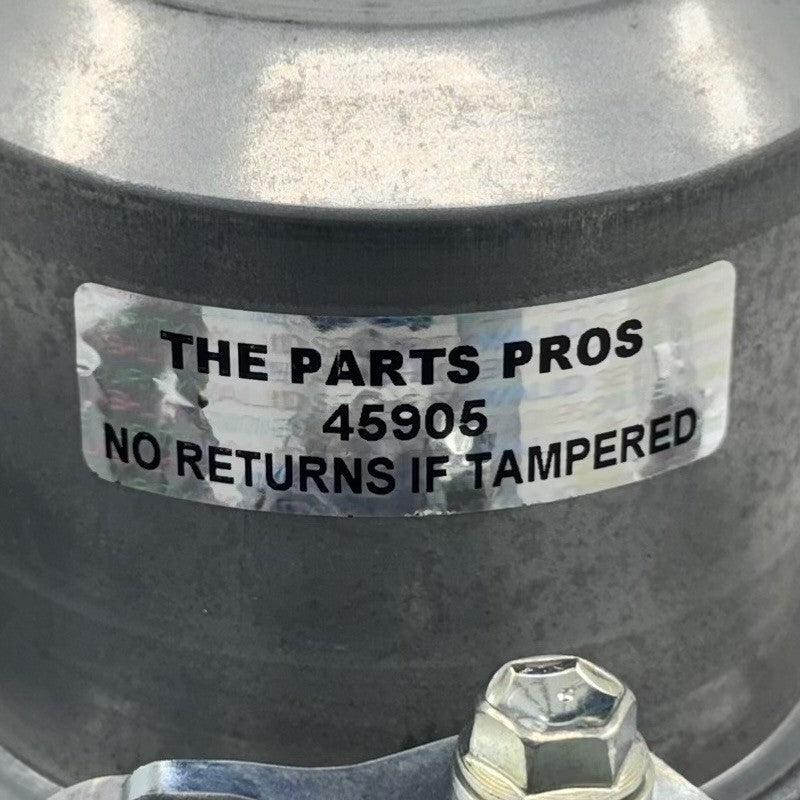 THE PARTS PROS
45905
NO RETURNS IF TAMPERED